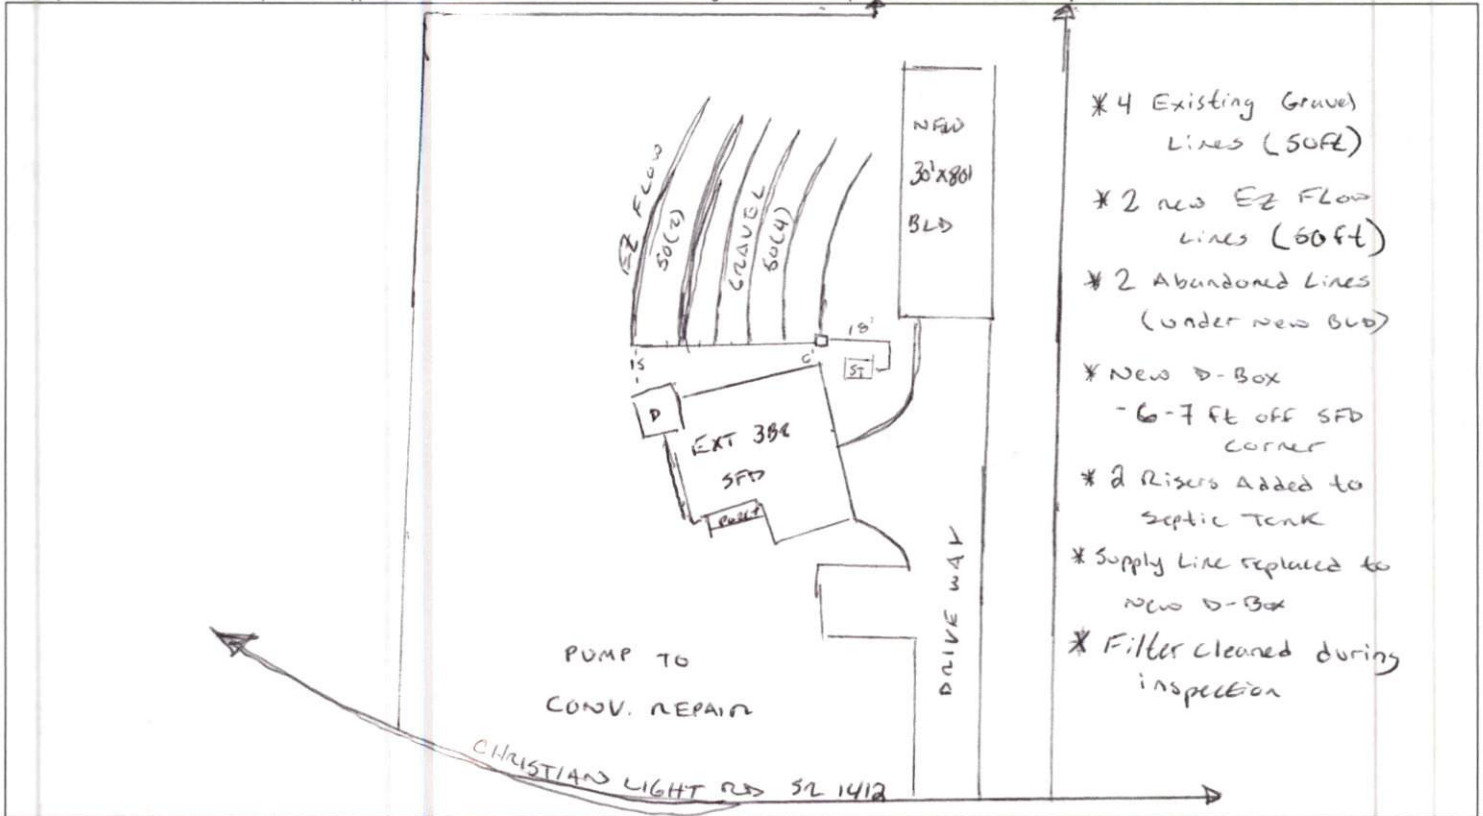 NEW
30'x80'
BLD
EZ FLOW
50(2)
GRAVEL
50(4)
18'
ST
15'
6'
D
EXT 3BR
SFD
PORCH
DRIVE WAY
PUMP TO
CONV. REPAIR
CHRISTIAN LIGHT RD SR 1412
* 4 Existing Gravel
Lines (50ft)
* 2 new EZ FLOW
Lines (50ft)
* 2 Abandoned Lines
(under New BLD)
* New D-Box
- 6-7 ft off SFD
corner
* 2 Risers Added to
Septic Tank
* Supply Line replaced to
New D-Box
* Filter cleaned during
inspection